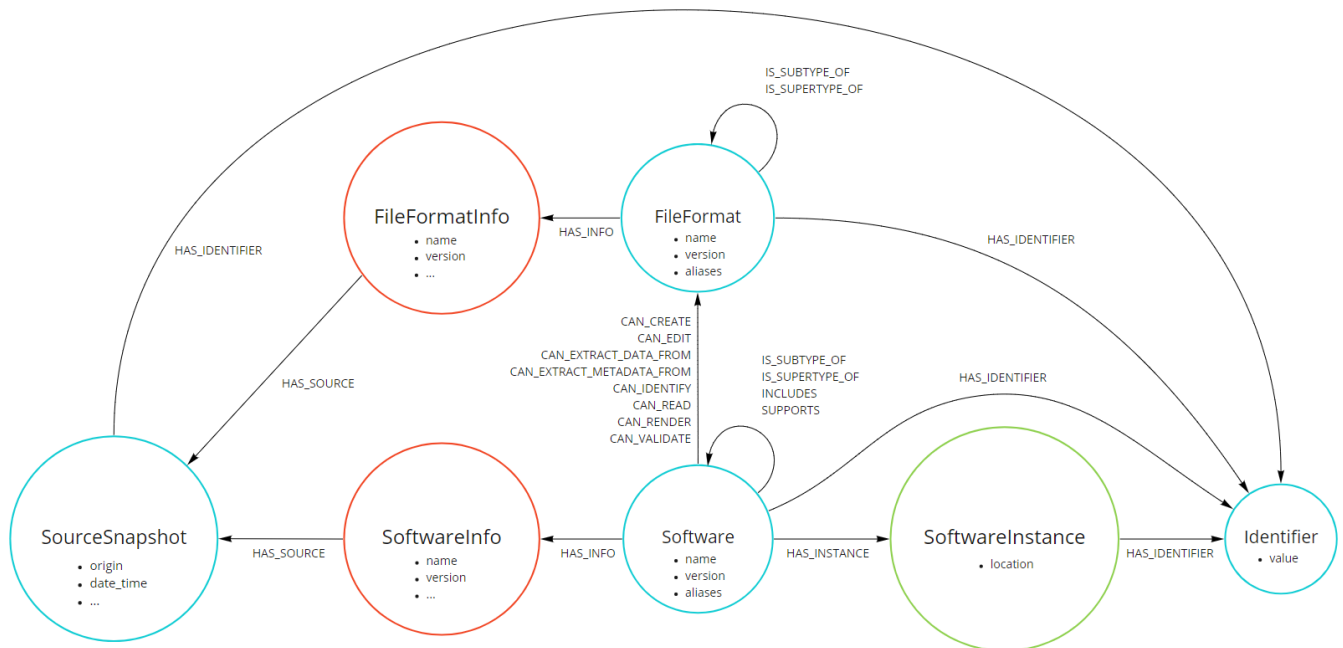 IS_SUBTYPE_OF
IS_SUPERTYPE_OF
FileFormatInfo
• name
• version
• ...
HAS_INFO
FileFormat
• name
• version
• aliases
HAS_IDENTIFIER
HAS_IDENTIFIER
CAN_CREATE
CAN_EDIT
CAN_EXTRACT_DATA_FROM
CAN_EXTRACT_METADATA_FROM
CAN_IDENTIFY
CAN_READ
CAN_RENDER
CAN_VALIDATE
IS_SUBTYPE_OF
IS_SUPERTYPE_OF
INCLUDES
SUPPORTS
HAS_IDENTIFIER
HAS_SOURCE
SourceSnapshot
• origin
• date_time
• ...
HAS_SOURCE
SoftwareInfo
• name
• version
• ...
HAS_INFO
Software
• name
• version
• aliases
HAS_INSTANCE
SoftwareInstance
• location
HAS_IDENTIFIER
Identifier
• value